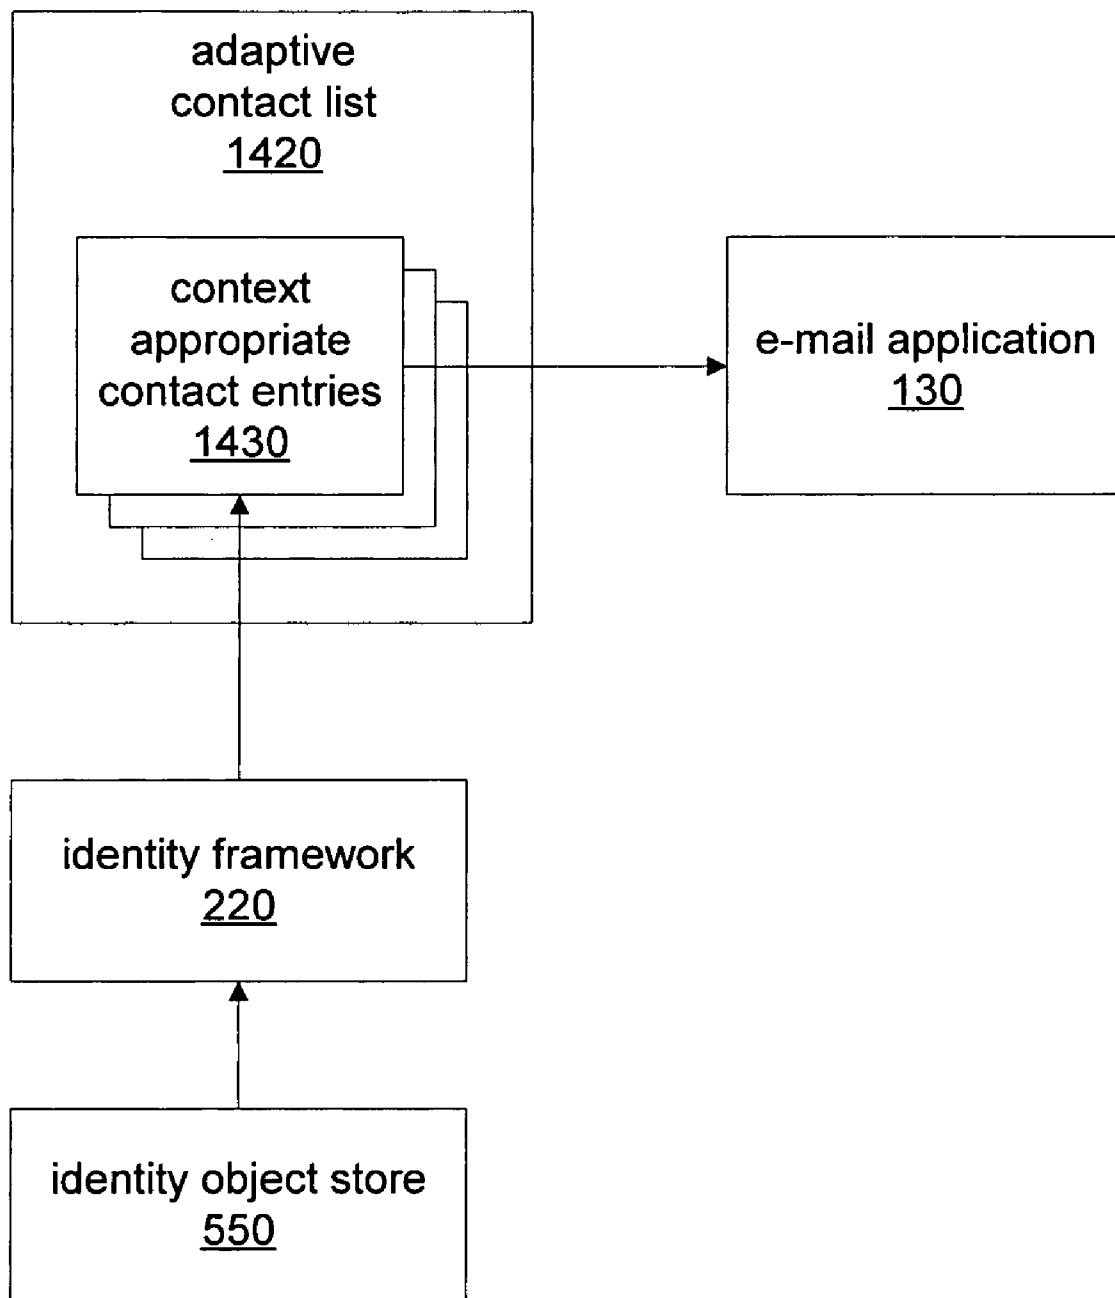 adaptive
contact list
1420
context
appropriate
contact entries
1430
e-mail application
130
identity framework
220
identity object store
550